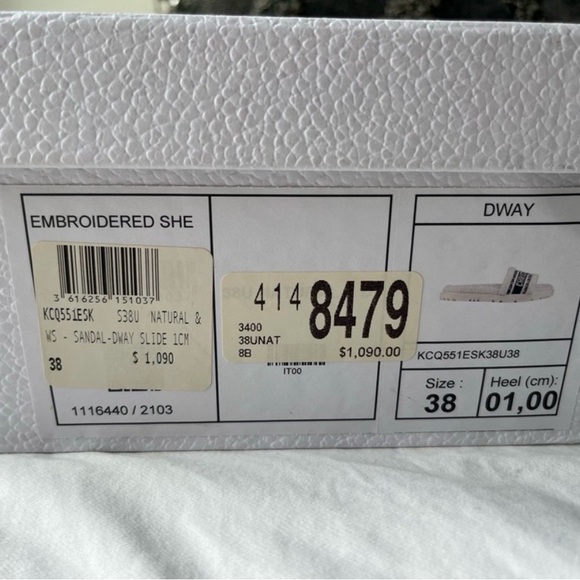 EMBROIDERED SHE
3 616256 151037
KCQ551ESK S38U NATURAL &
WS - SANDAL-DWAY SLIDE 1CM
38 $ 1,090
1116440 / 2103
414 8479
3400
38UNAT
8B $1,090.00
IT00
DWAY
KCQ551ESK38U38
Size : Heel (cm):
38 01,00